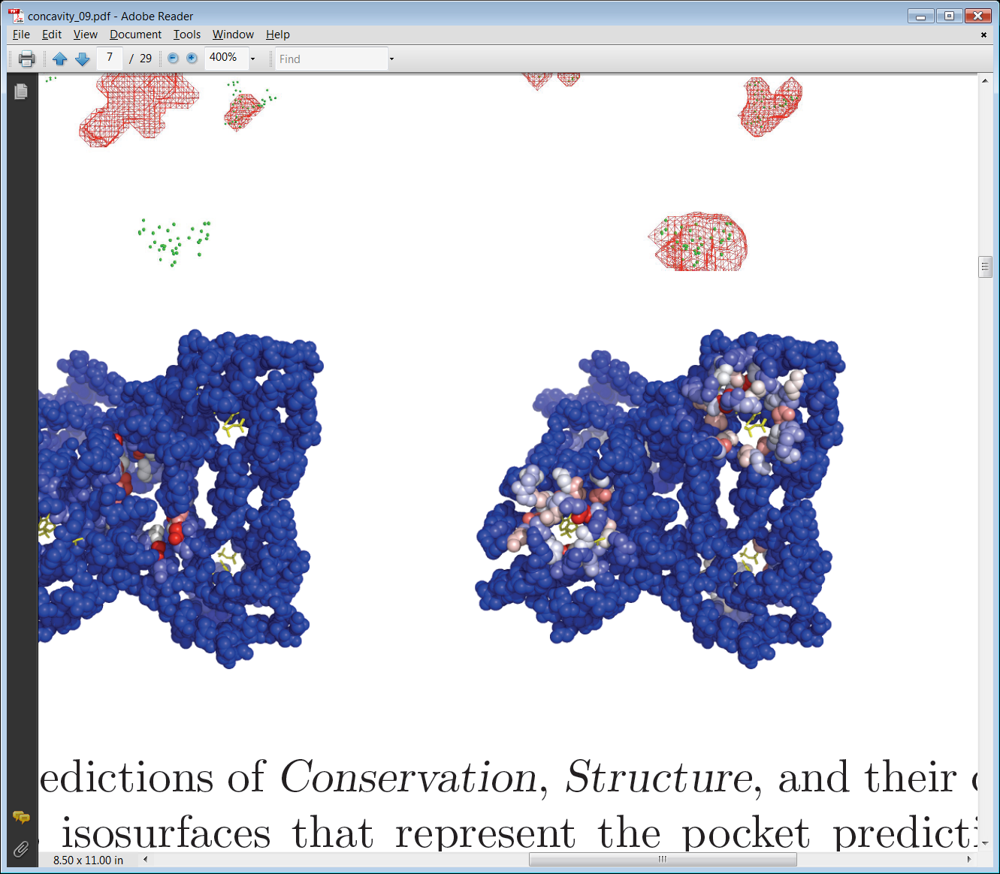 concavity_09.pdf - Adobe Reader
File Edit View Document Tools Window Help
7 / 29 400% Find
edictions of Conservation, Structure, and their
isosurfaces that represent the pocket predicti
8.50 x 11.00 in